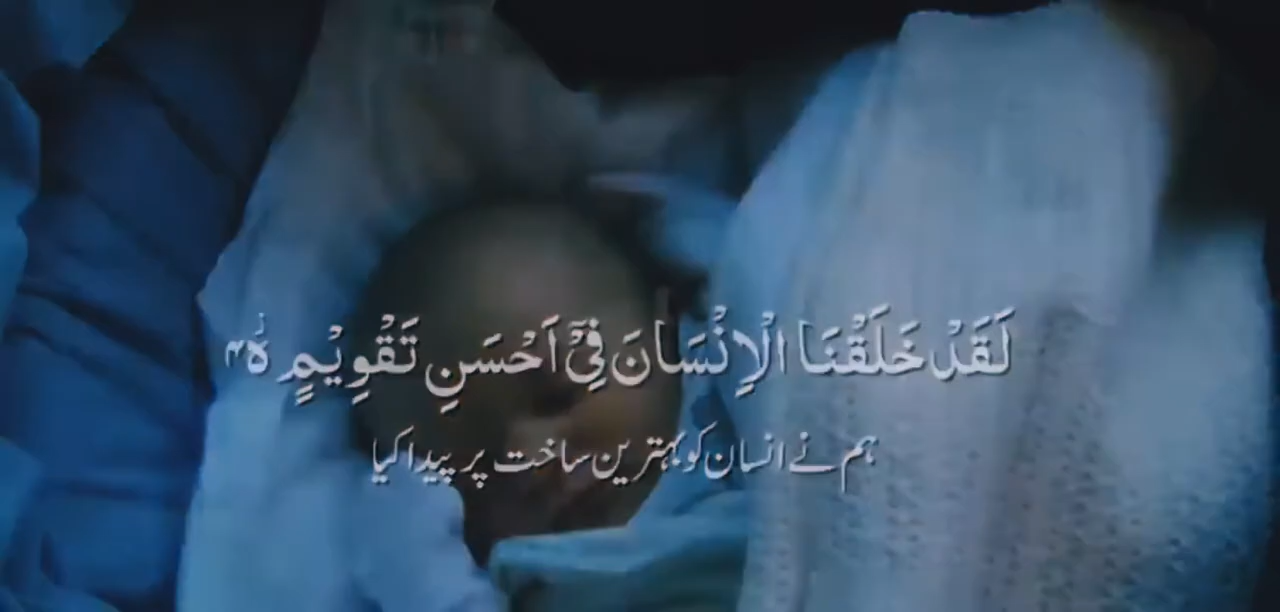 لَقَدْ خَلَقْنَا الْاِنْسَانَ فِيْٓ اَحْسَنِ تَقْوِيْمٍ ۟ۙ۴
ہم نے انسان کو بہترین ساخت پر پیدا کیا